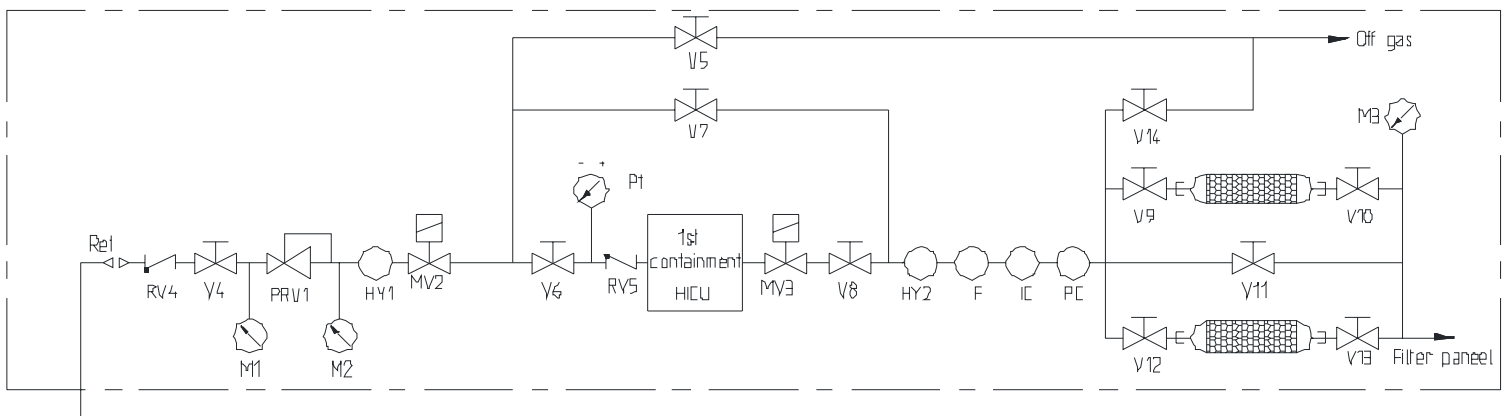 Off gas
V5
M3
V7
V14
Pt
V9
V10
1st
containment
HICU
Ref
RV4
V4
PRV1
HY1
MV2
V6
RV5
MV3
V8
HY2
F
IC
PC
V11
M1
M2
V12
V13
Filter paneel